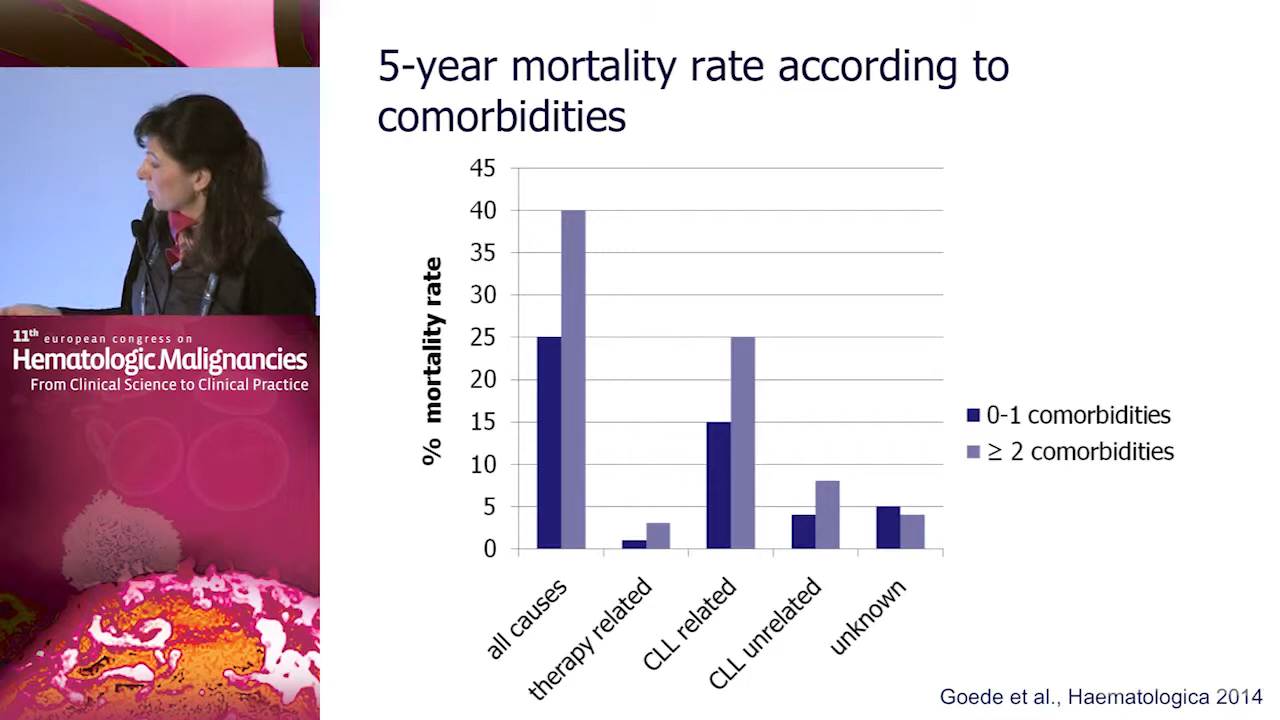 5-year mortality rate according to
comorbidities
45
40
35
30
25
20
15
10
5
0
% mortality rate
all causes
therapy related
CLL related
CLL unrelated
unknown
0-1 comorbidities
≥ 2 comorbidities
Goede et al., Haematologica 2014
11th european congress on
Hematologic Malignancies
From Clinical Science to Clinical Practice